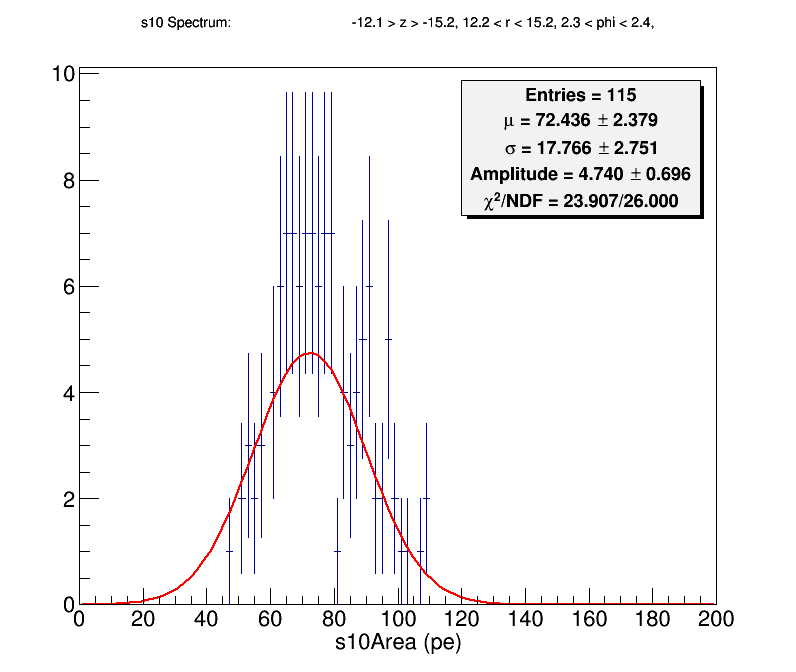 s10 Spectrum: -12.1 > z > -15.2, 12.2 < r < 15.2, 2.3 < phi < 2.4,
Entries = 115
μ = 72.436 ± 2.379
σ = 17.766 ± 2.751
Amplitude = 4.740 ± 0.696
χ²/NDF = 23.907/26.000
10
8
6
4
2
0
0 20 40 60 80 100 120 140 160 180 200
s10Area (pe)